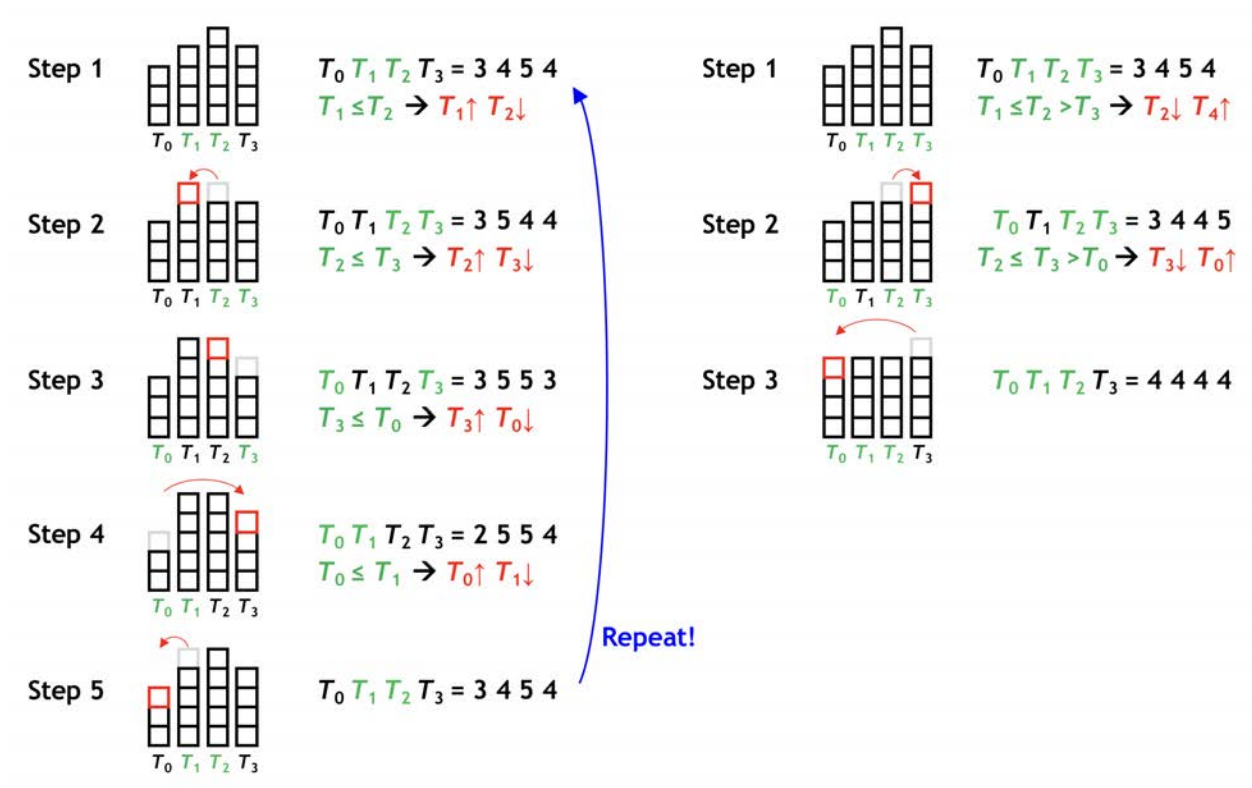 Step 1
T₀ T₁ T₂ T₃ = 3 4 5 4
T₁ ≤T₂ → T₁↑ T₂↓
T₀ T₁ T₂ T₃
Step 2
T₀ T₁ T₂ T₃ = 3 5 4 4
T₂ ≤ T₃ → T₂↑ T₃↓
T₀ T₁ T₂ T₃
Step 3
T₀ T₁ T₂ T₃ = 3 5 5 3
T₃ ≤ T₀ → T₃↑ T₀↓
T₀ T₁ T₂ T₃
Step 4
T₀ T₁ T₂ T₃ = 2 5 5 4
T₀ ≤ T₁ → T₀↑ T₁↓
T₀ T₁ T₂ T₃
Repeat!
Step 5
T₀ T₁ T₂ T₃ = 3 4 5 4
T₀ T₁ T₂ T₃
Step 1
T₀ T₁ T₂ T₃ = 3 4 5 4
T₁ ≤T₂ >T₃ → T₂↓ T₄↑
T₀ T₁ T₂ T₃
Step 2
T₀ T₁ T₂ T₃ = 3 4 4 5
T₂ ≤ T₃ >T₀ → T₃↓ T₀↑
T₀ T₁ T₂ T₃
Step 3
T₀ T₁ T₂ T₃ = 4 4 4 4
T₀ T₁ T₂ T₃